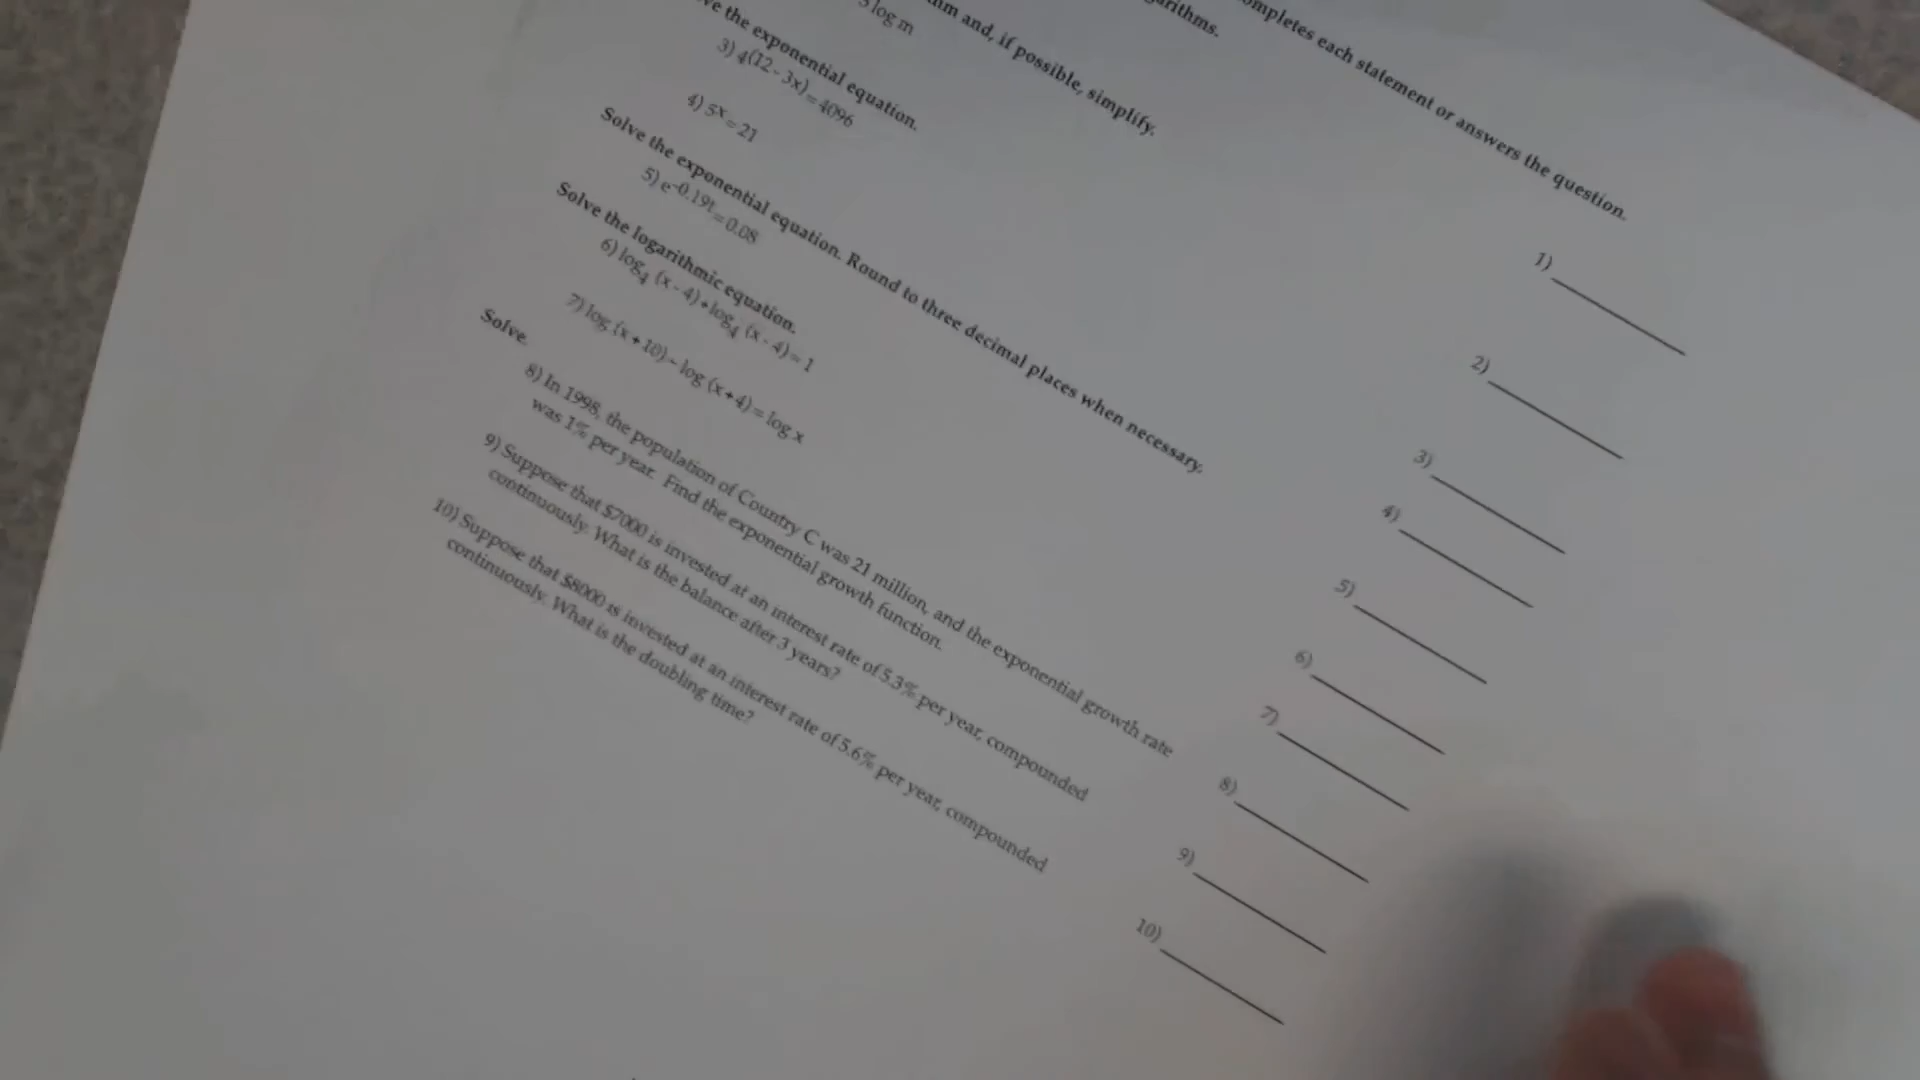 ompletes each statement or answers the question.
garithms.
hm and, if possible, simplify.
log m
ve the exponential equation.
3) 4(12 - 3x) = 4096
4) 5x = 21
Solve the exponential equation. Round to three decimal places when necessary.
5) e-0.19t = 0.08
Solve the logarithmic equation.
6) log4 (x - 4) + log4 (x - 4) = 1
7) log (x + 10) - log (x + 4) = log x
Solve.
8) In 1998, the population of Country C was 21 million, and the exponential growth rate
was 1% per year. Find the exponential growth function.
9) Suppose that $7000 is invested at an interest rate of 5.3% per year, compounded
continuously. What is the balance after 3 years?
10) Suppose that $8000 is invested at an interest rate of 5.6% per year, compounded
continuously. What is the doubling time?
1)
2)
3)
4)
5)
6)
7)
8)
9)
10)